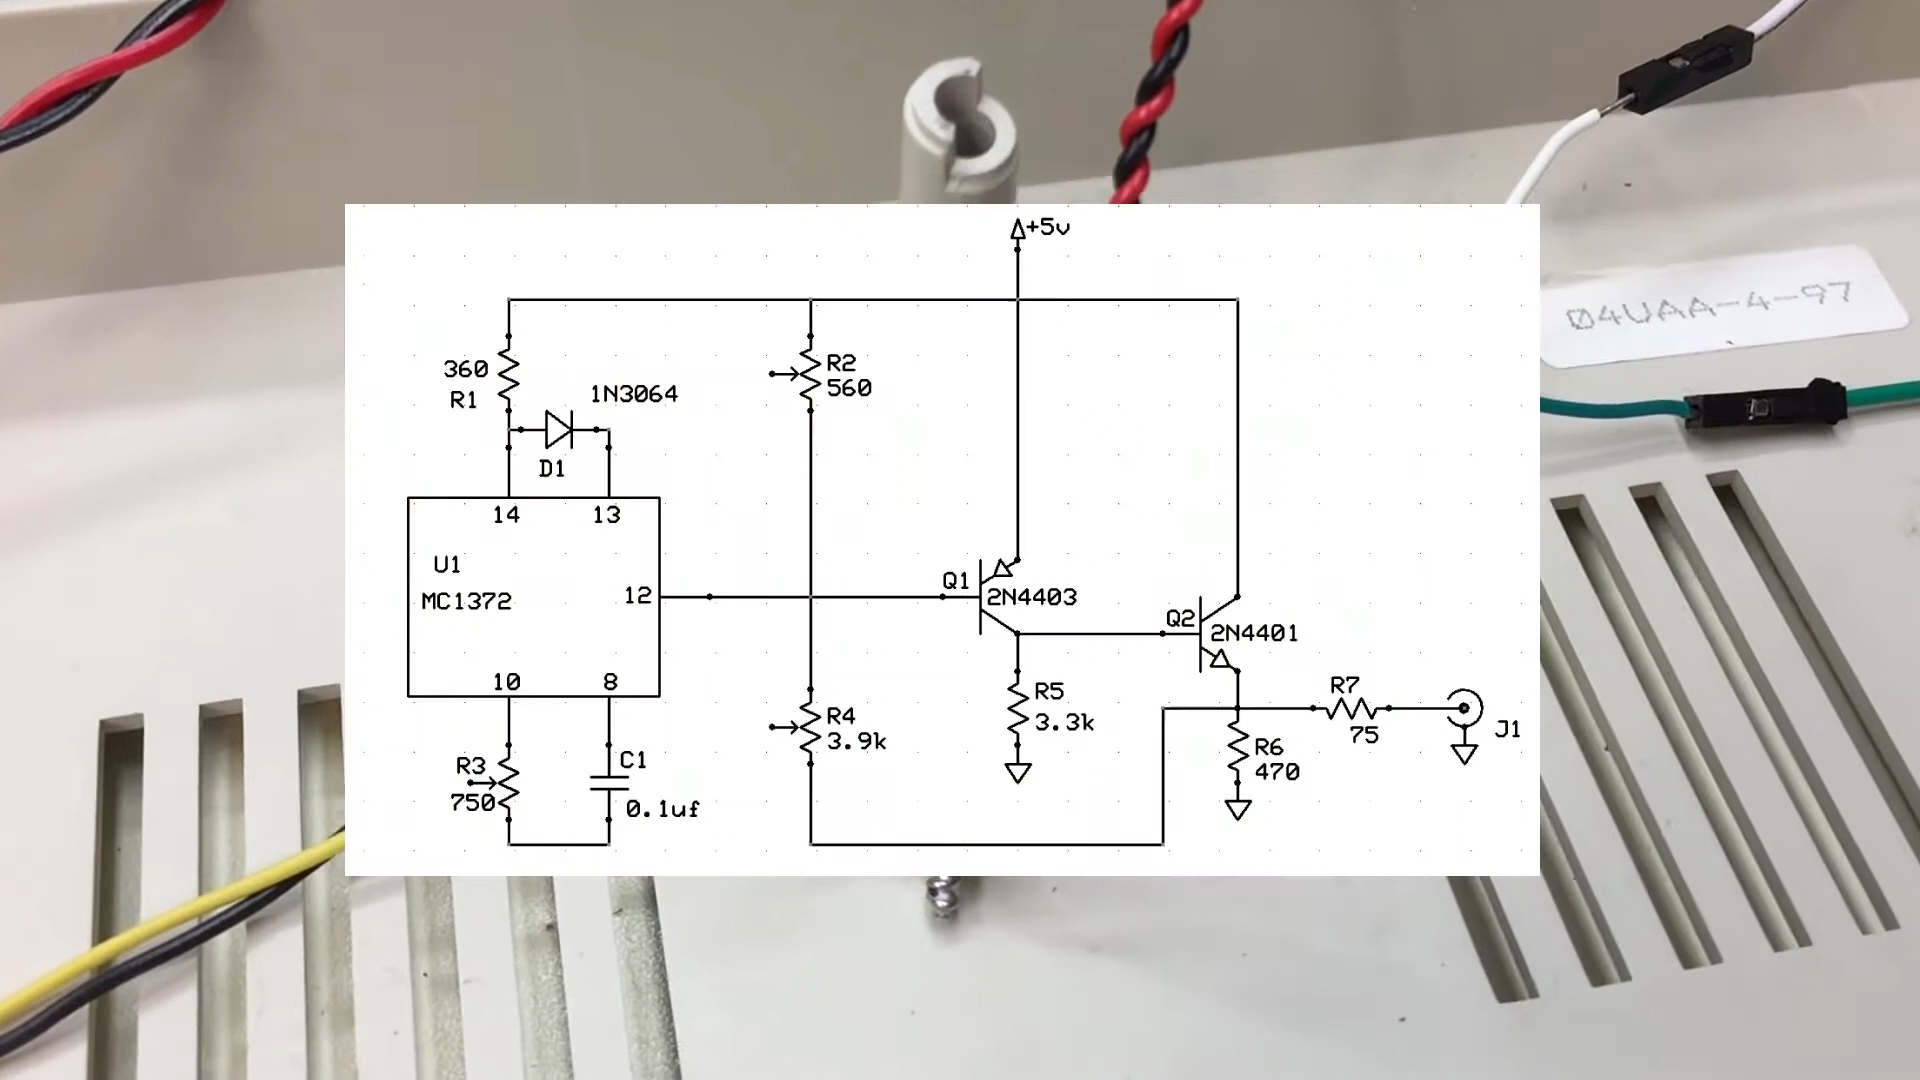 +5v
04UAA-4-97
360
R1
1N3064
D1
R2
560
14
13
U1
MC1372
12
10
8
Q1
2N4403
Q2
2N4401
R3
750
C1
0.1uf
R4
3.9k
R5
3.3k
R6
470
R7
75
J1